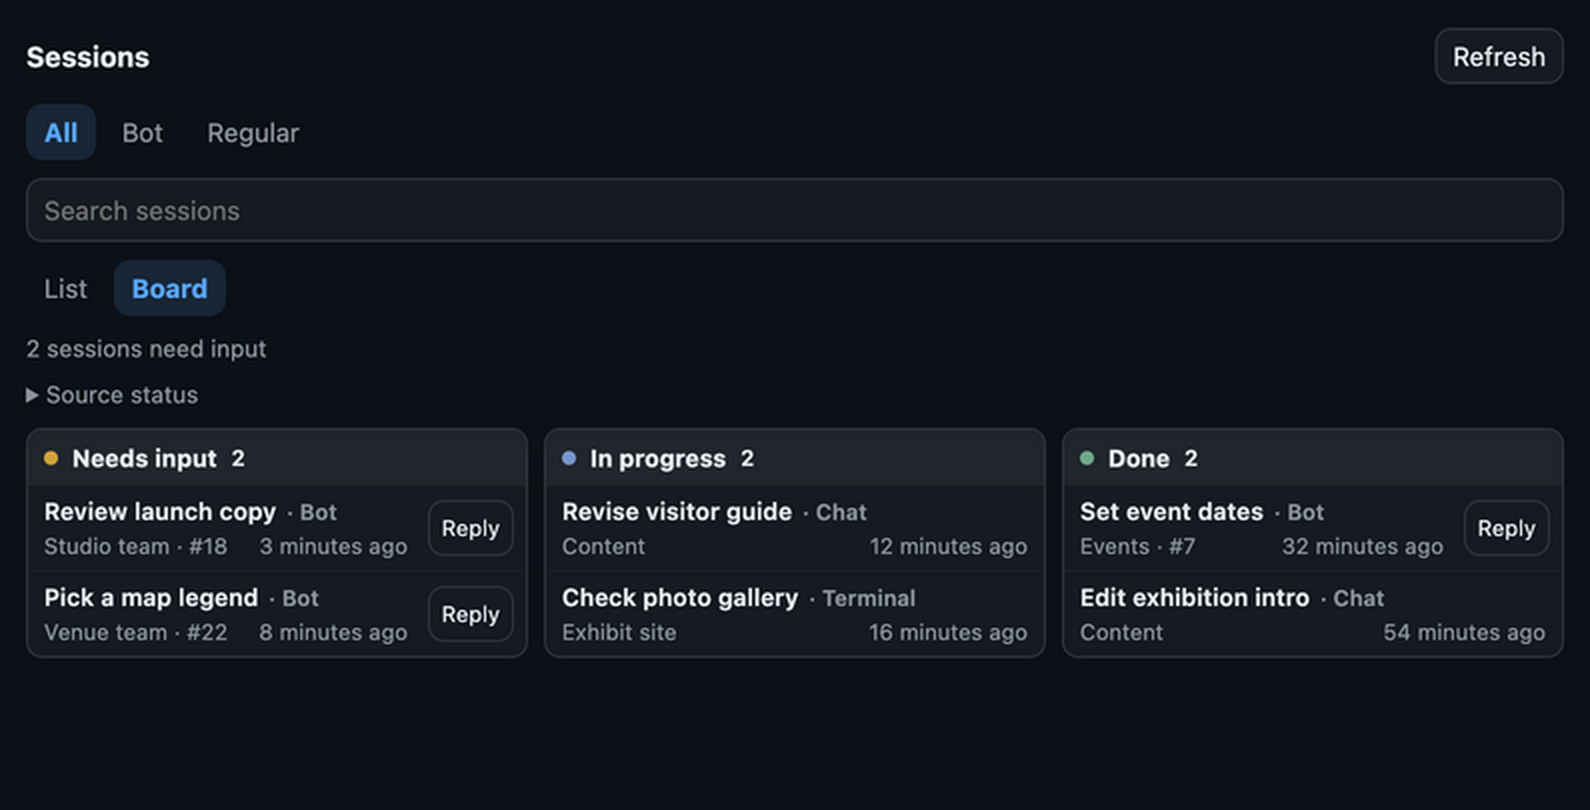 Sessions
Refresh
All Bot Regular
Search sessions
List Board
2 sessions need input
Source status
Needs input 2
Review launch copy · Bot
Studio team · #18 3 minutes ago
Reply
Pick a map legend · Bot
Venue team · #22 8 minutes ago
Reply
In progress 2
Revise visitor guide · Chat
Content 12 minutes ago
Check photo gallery · Terminal
Exhibit site 16 minutes ago
Done 2
Set event dates · Bot
Events · #7 32 minutes ago
Reply
Edit exhibition intro · Chat
Content 54 minutes ago